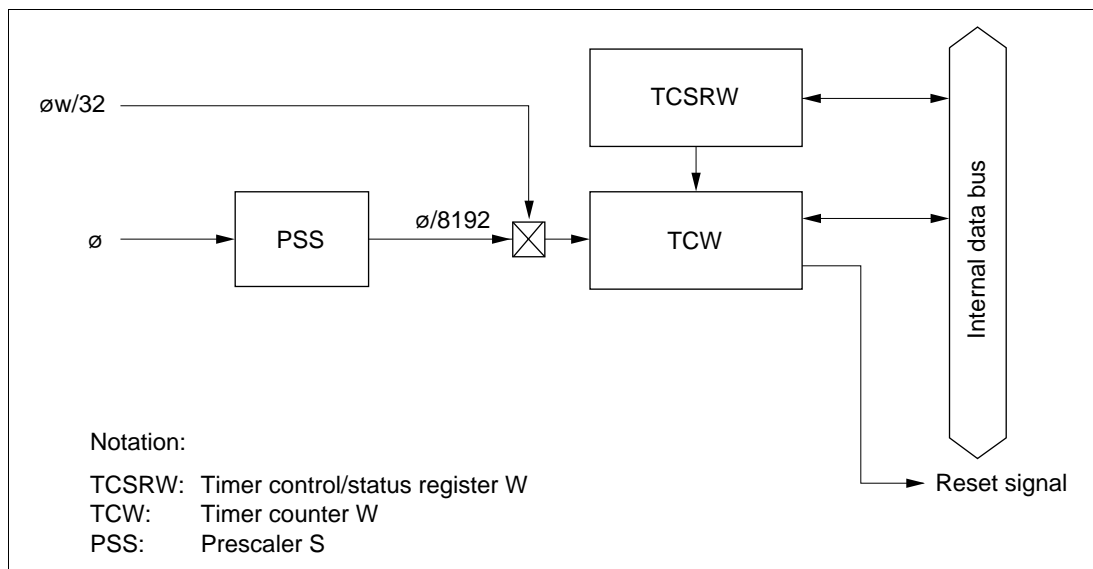 øw/32
TCSRW
ø
PSS
ø/8192
TCW
Internal data bus
Reset signal
Notation:
TCSRW: Timer control/status register W
TCW: Timer counter W
PSS: Prescaler S